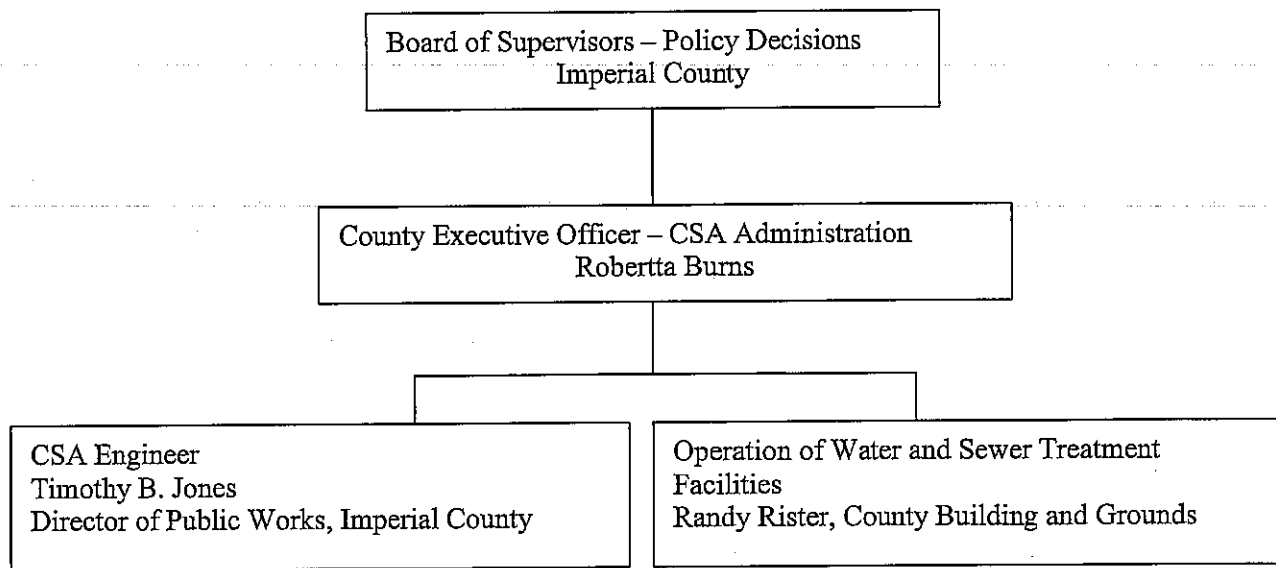 Board of Supervisors – Policy Decisions
Imperial County
County Executive Officer – CSA Administration
Robertta Burns
CSA Engineer
Timothy B. Jones
Director of Public Works, Imperial County
Operation of Water and Sewer Treatment
Facilities
Randy Rister, County Building and Grounds